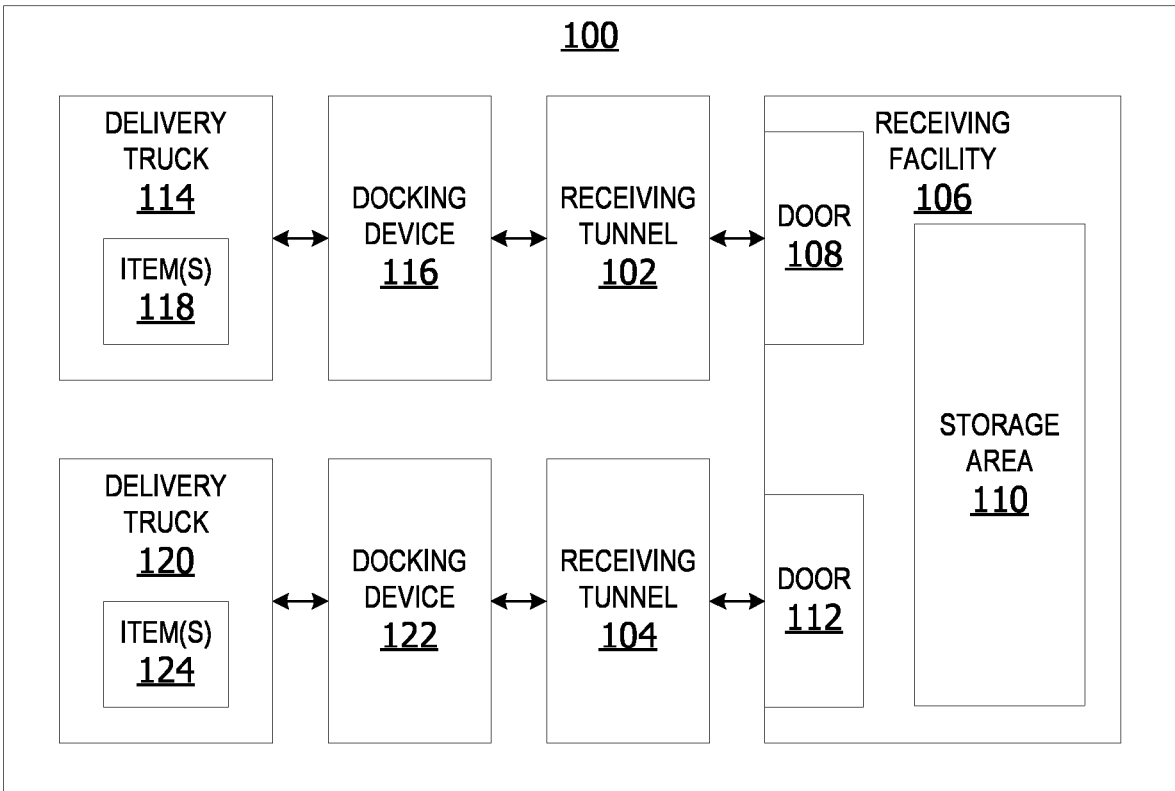 100
DELIVERY
TRUCK
114
ITEM(S)
118
DOCKING
DEVICE
116
RECEIVING
TUNNEL
102
DOOR
108
RECEIVING
FACILITY
106
STORAGE
AREA
110
DELIVERY
TRUCK
120
ITEM(S)
124
DOCKING
DEVICE
122
RECEIVING
TUNNEL
104
DOOR
112